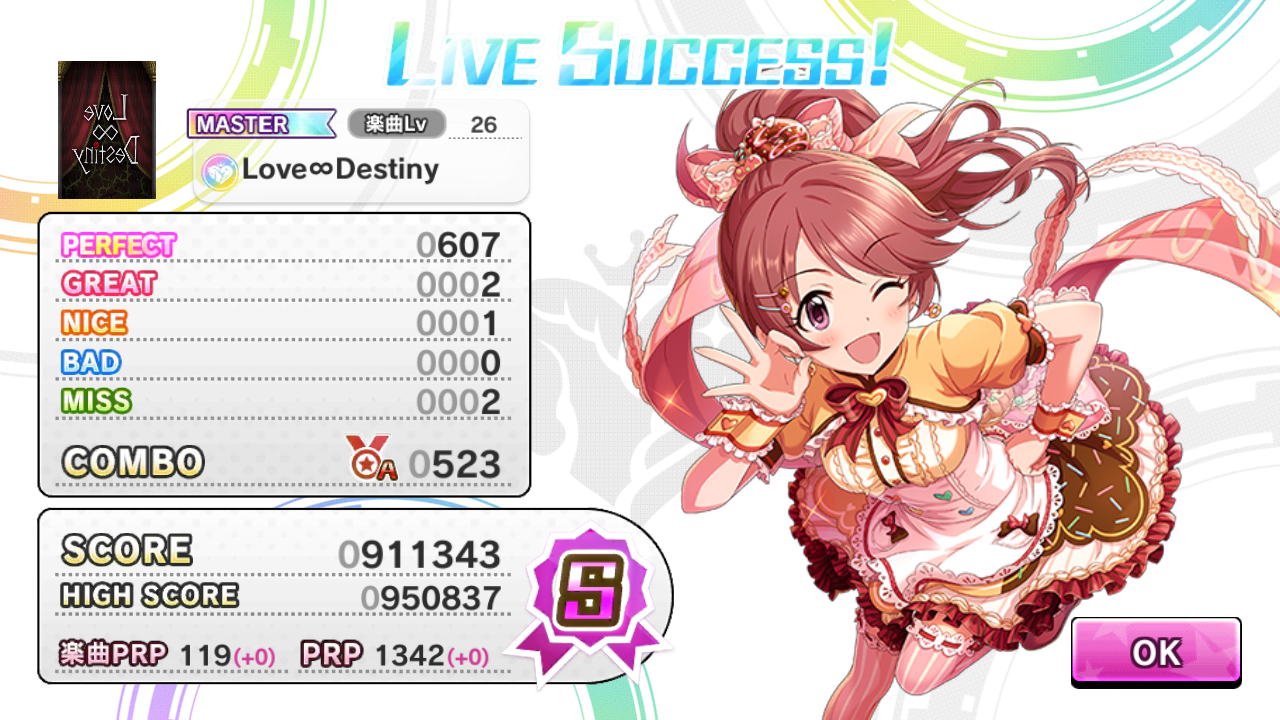 LIVE SUCCESS!
Love
∞
Destiny
MASTER 楽曲Lv 26
Love∞Destiny
PERFECT 0607
GREAT 0002
NICE 0001
BAD 0000
MISS 0002
COMBO A 0523
SCORE 0911343
HIGH SCORE 0950837
S
楽曲PRP 119(+0) PRP 1342(+0)
OK